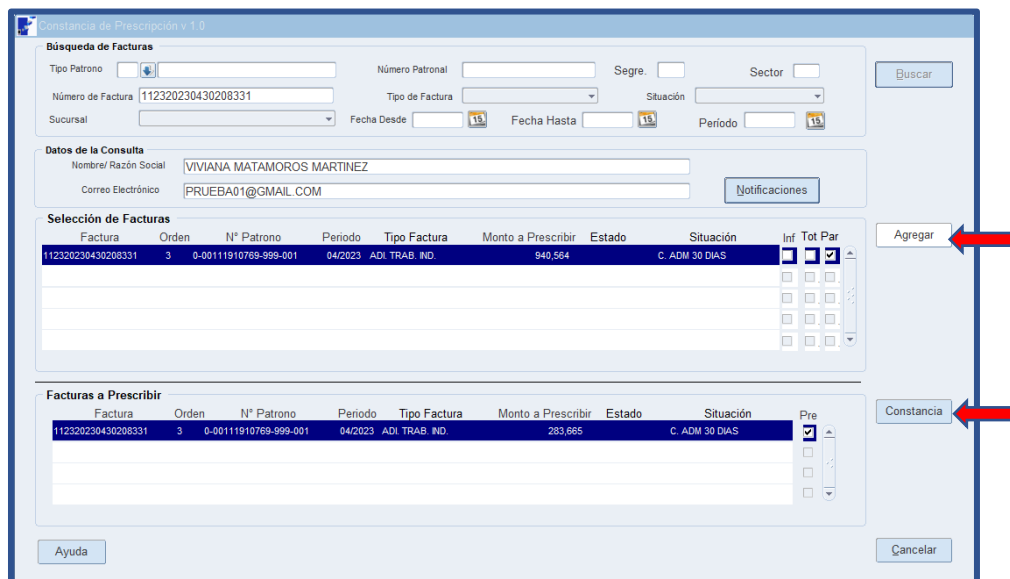 Constancia de Prescripción v 1.0
Búsqueda de Facturas
Tipo Patrono Número Patronal Segre. Sector Buscar
Número de Factura 112320230430208331 Tipo de Factura Situación
Sucursal Fecha Desde 15 Fecha Hasta 15 Período 15
Datos de la Consulta
Nombre/ Razón Social VIVIANA MATAMOROS MARTINEZ
Correo Electrónico PRUEBA01@GMAIL.COM Notificaciones
Selección de Facturas
Factura Orden N° Patrono Periodo Tipo Factura Monto a Prescribir Estado Situación Inf Tot Par Agregar
112320230430208331 3 0-00111910769-999-001 04/2023 ADI. TRAB. IND. 940,564 C. ADM 30 DIAS
Facturas a Prescribir
Factura Orden N° Patrono Periodo Tipo Factura Monto a Prescribir Estado Situación Pre Constancia
112320230430208331 3 0-00111910769-999-001 04/2023 ADI. TRAB. IND. 283,665 C. ADM 30 DIAS
Ayuda Cancelar